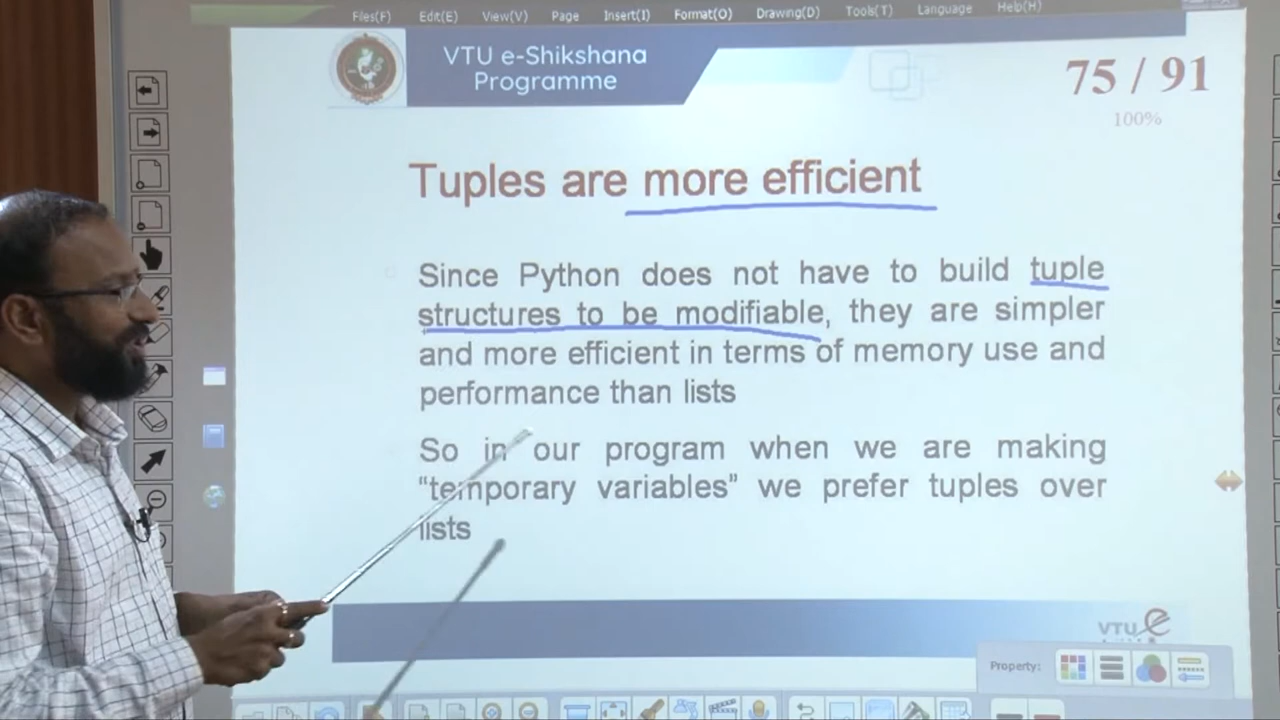 Files(F) Edit(E) View(V) Page Insert(I) Format(O) Drawing(D) Tools(T) Language Help(H)
VTU e-Shikshana
Programme
75 / 91
100%
Tuples are more efficient
Since Python does not have to build tuple
structures to be modifiable, they are simpler
and more efficient in terms of memory use and
performance than lists
So in our program when we are making
“temporary variables” we prefer tuples over
lists
VTU e
Property: